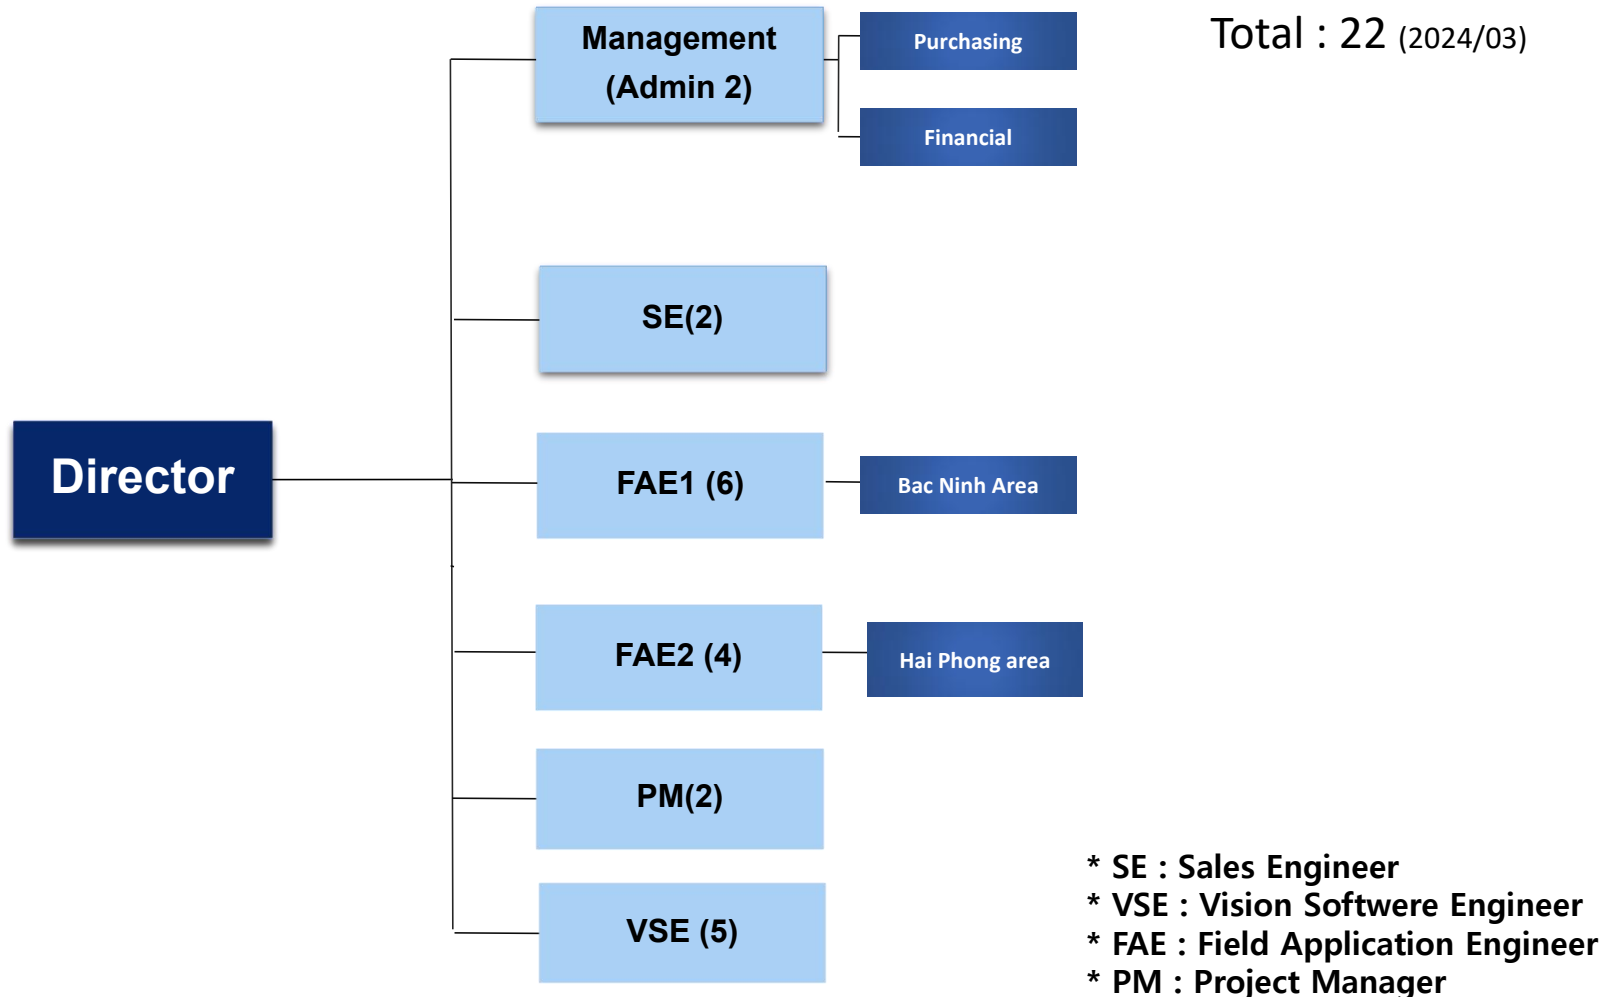 Total : 22 (2024/03)
Management
(Admin 2)
Purchasing
Financial
SE(2)
Director
FAE1 (6)
Bac Ninh Area
FAE2 (4)
Hai Phong area
PM(2)
VSE (5)
* SE : Sales Engineer
* VSE : Vision Softwere Engineer
* FAE : Field Application Engineer
* PM : Project Manager